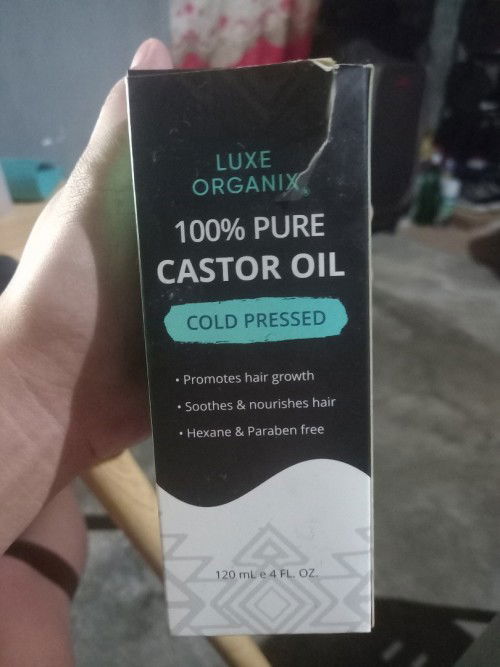 LUXE
ORGANIX
100% PURE
CASTOR OIL
COLD PRESSED
• Promotes hair growth
• Soothes & nourishes hair
• Hexane & Paraben free
120 mL e 4 FL. OZ.